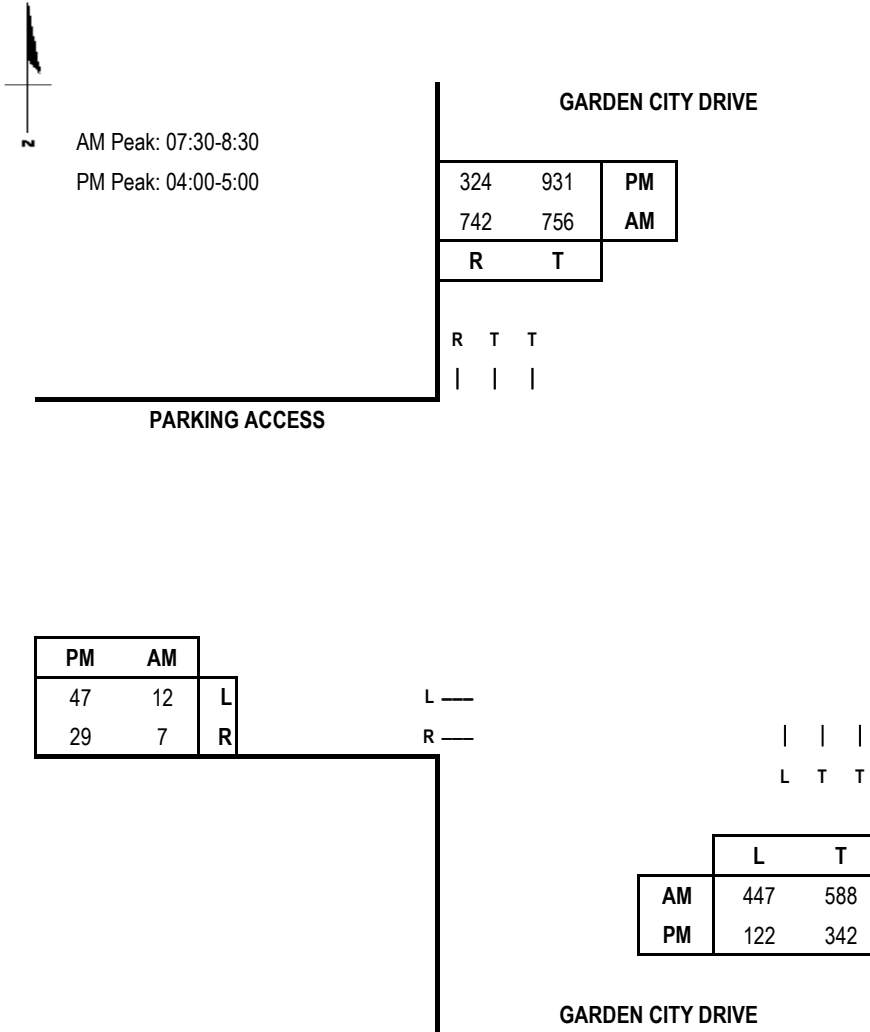 GARDEN CITY DRIVE
N
AM Peak: 07:30-8:30
PM Peak: 04:00-5:00
324 931 PM
742 756 AM
R T
R T T
PARKING ACCESS
PM AM
47 12 L
29 7 R
L
R
L T T
L T
AM 447 588
PM 122 342
GARDEN CITY DRIVE